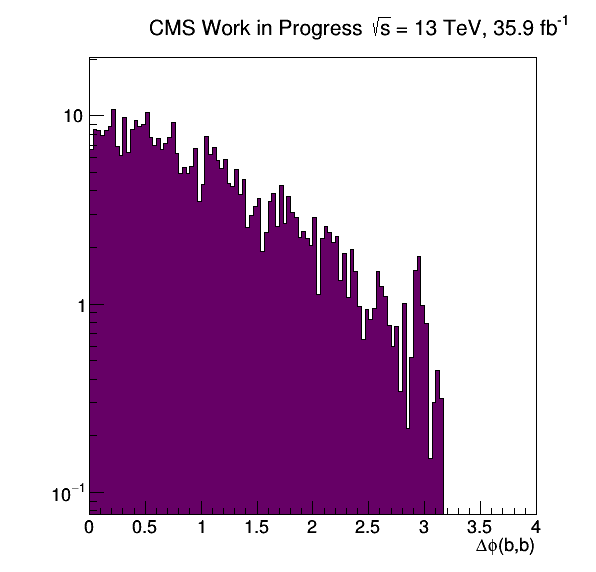 CMS Work in Progress √s = 13 TeV, 35.9 fb⁻¹
10
1
10⁻¹
0 0.5 1 1.5 2 2.5 3 3.5 4
Δϕ(b,b)